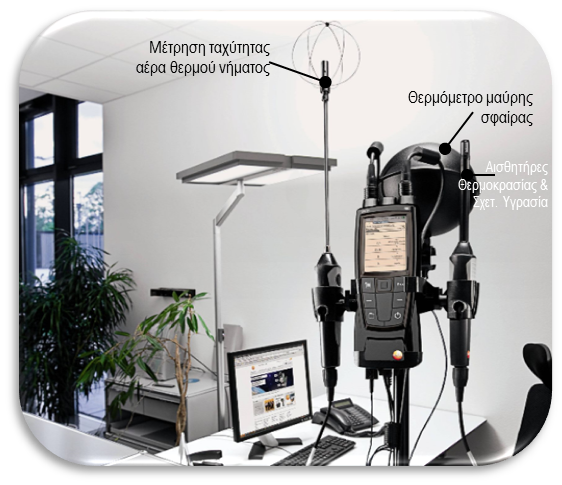 Μέτρηση ταχύτητας
αέρα θερμού νήματος
Θερμόμετρο μαύρης
σφαίρας
Αισθητήρες
Θερμοκρασίας &
Σχετ. Υγρασία